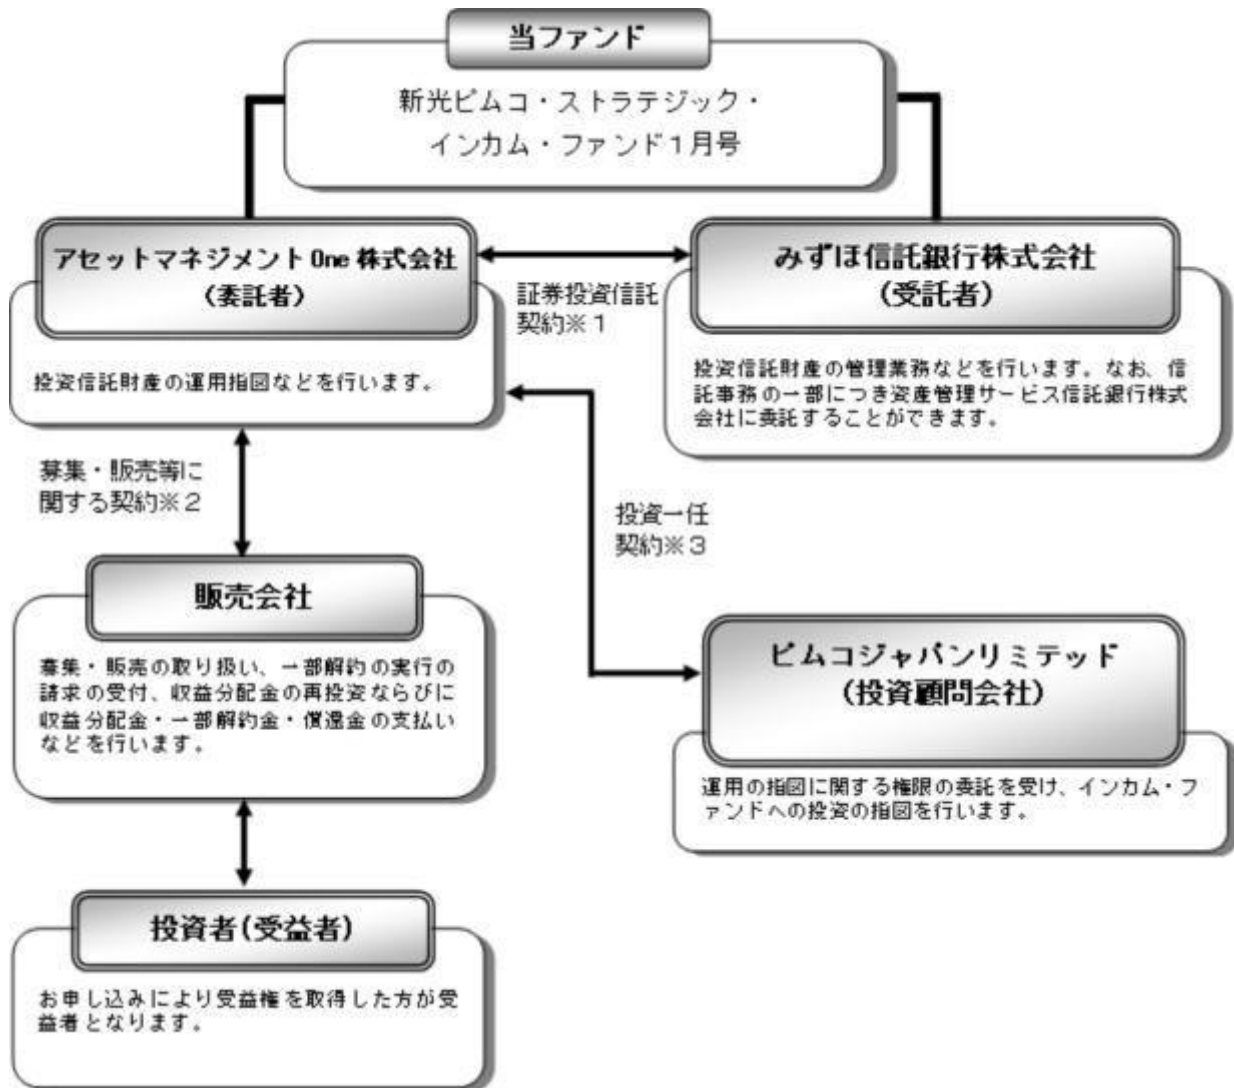 当ファンド
新光ピムコ・ストラテジック・
インカム・ファンド１月号
アセットマネジメントOne 株式会社
（委託者）
投資信託財産の運用指図などを行います。
証券投資信託
契約※１
みずほ信託銀行株式会社
（受託者）
投資信託財産の管理業務などを行います。なお、信
託事務の一部につき資産管理サービス信託銀行株式
会社に委託することができます。
募集・販売等に
関する契約※２
投資一任
契約※３
販売会社
募集・販売の取り扱い、一部解約の実行の
請求の受付、収益分配金の再投資ならびに
収益分配金・一部解約金・償還金の支払い
などを行います。
ピムコジャパンリミテッド
（投資顧問会社）
運用の指図に関する権限の委託を受け、インカム・フ
ァンドへの投資の指図を行います。
投資者(受益者)
お申し込みにより受益権を取得した方が受
益者となります。